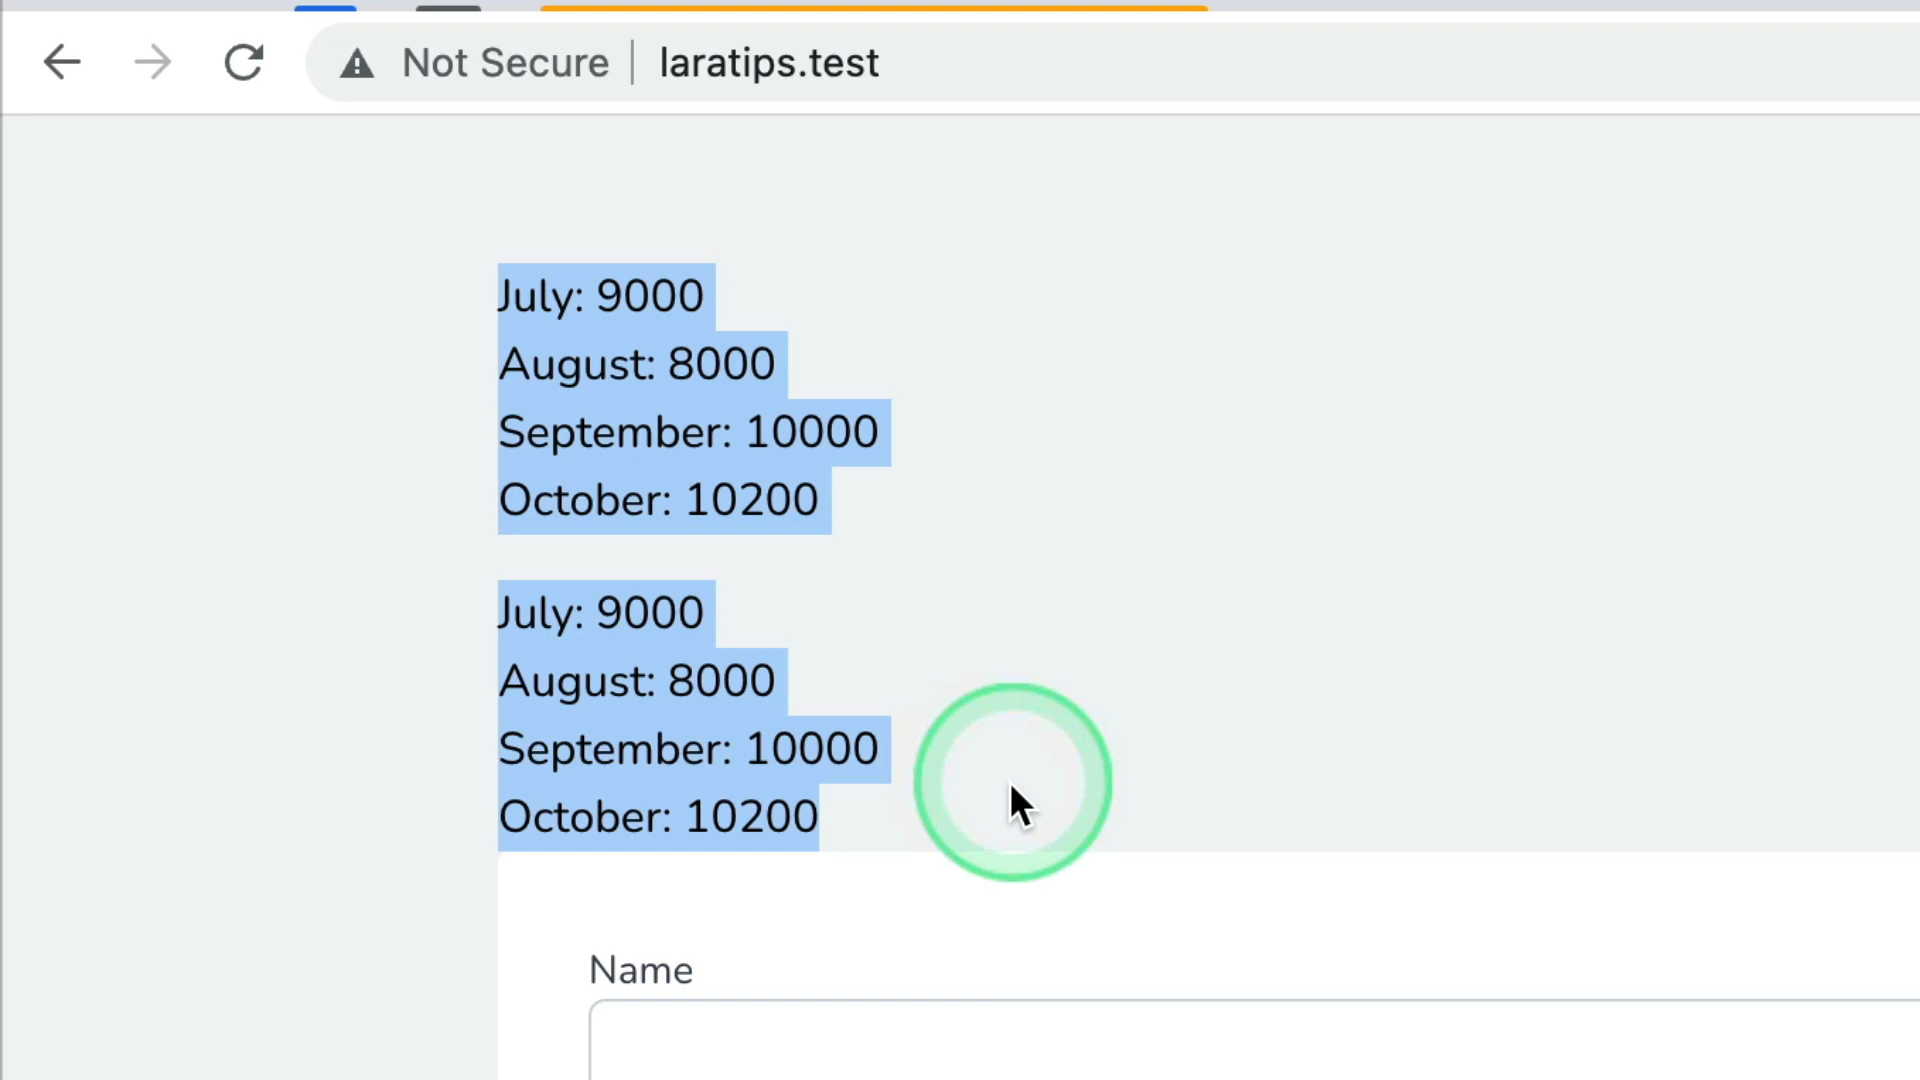 Not Secure | laratips.test
July: 9000
August: 8000
September: 10000
October: 10200
July: 9000
August: 8000
September: 10000
October: 10200
Name